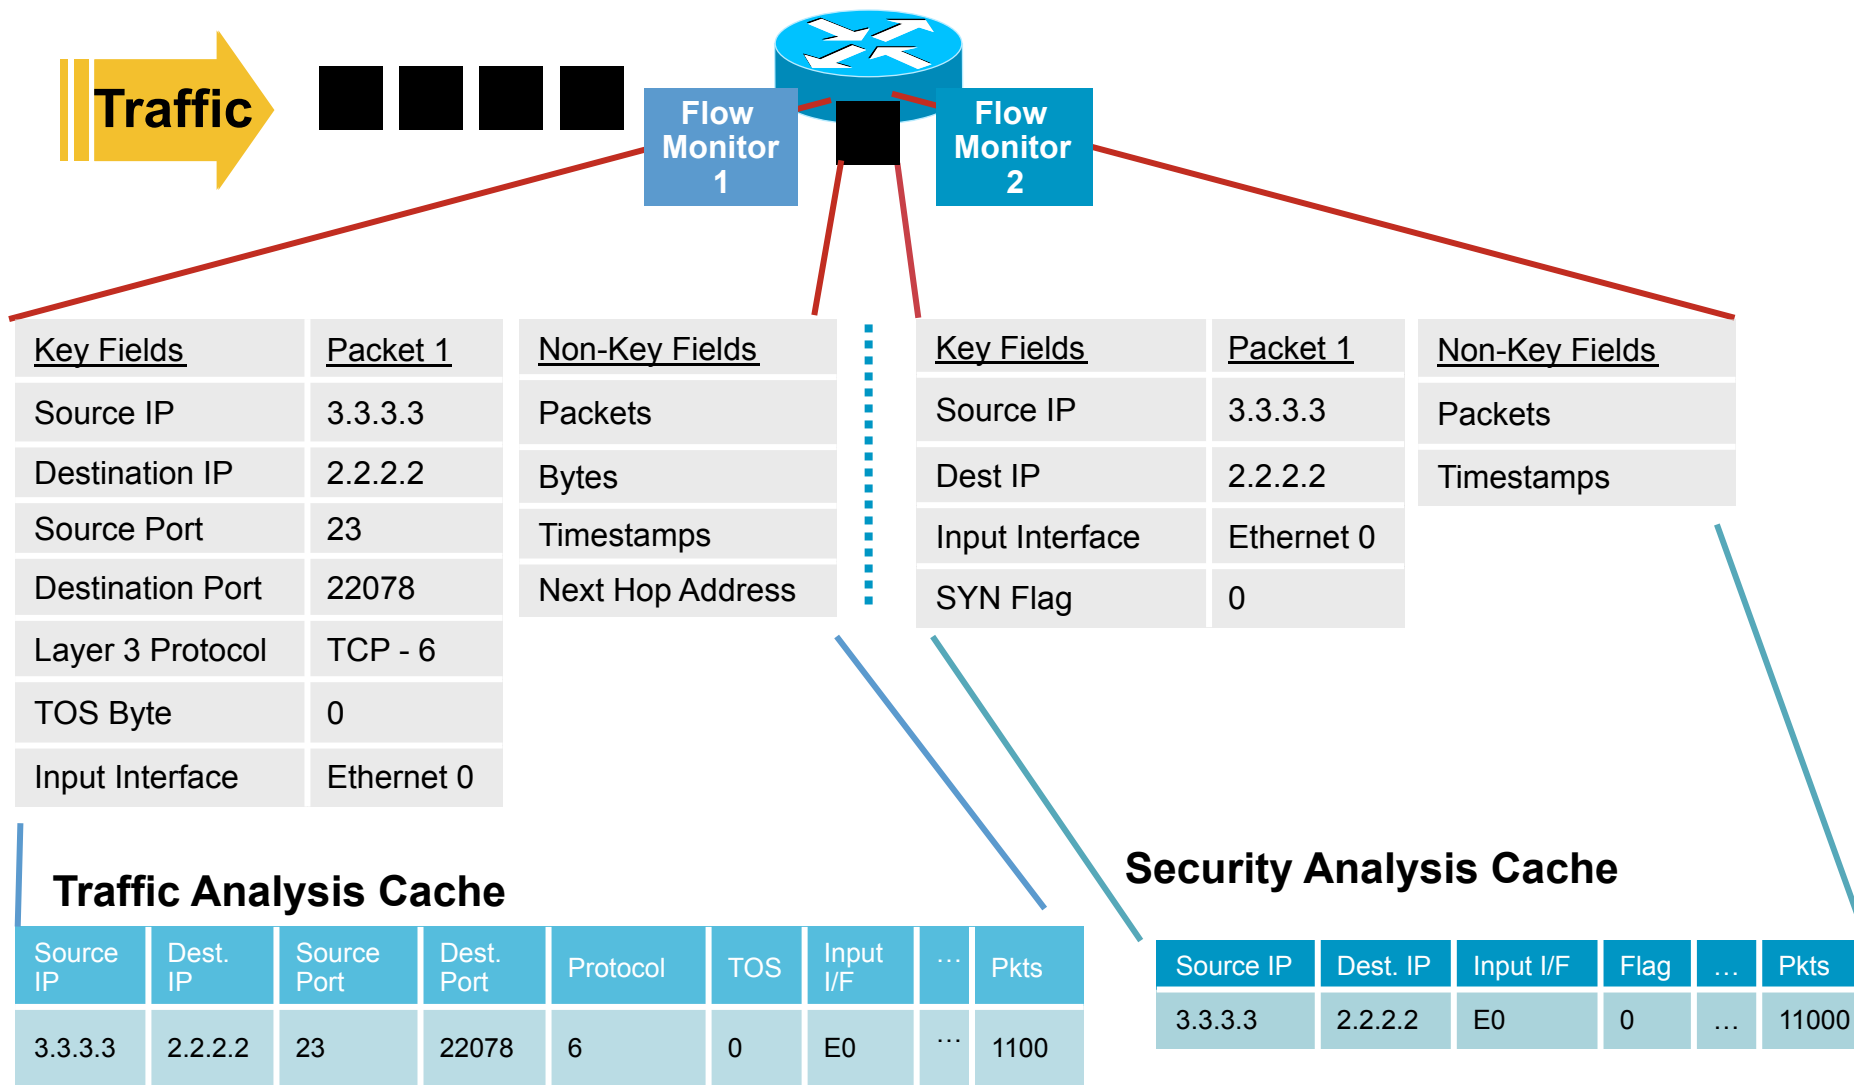 Traffic
Flow
Monitor
1
Flow
Monitor
2
Key Fields Packet 1
Source IP 3.3.3.3
Destination IP 2.2.2.2
Source Port 23
Destination Port 22078
Layer 3 Protocol TCP - 6
TOS Byte 0
Input Interface Ethernet 0
Non-Key Fields
Packets
Bytes
Timestamps
Next Hop Address
Key Fields Packet 1
Source IP 3.3.3.3
Dest IP 2.2.2.2
Input Interface Ethernet 0
SYN Flag 0
Non-Key Fields
Packets
Timestamps
Traffic Analysis Cache
Source IP Dest. IP Source Port Dest. Port Protocol TOS Input I/F … Pkts
3.3.3.3 2.2.2.2 23 22078 6 0 E0 … 1100
Security Analysis Cache
Source IP Dest. IP Input I/F Flag … Pkts
3.3.3.3 2.2.2.2 E0 0 … 11000